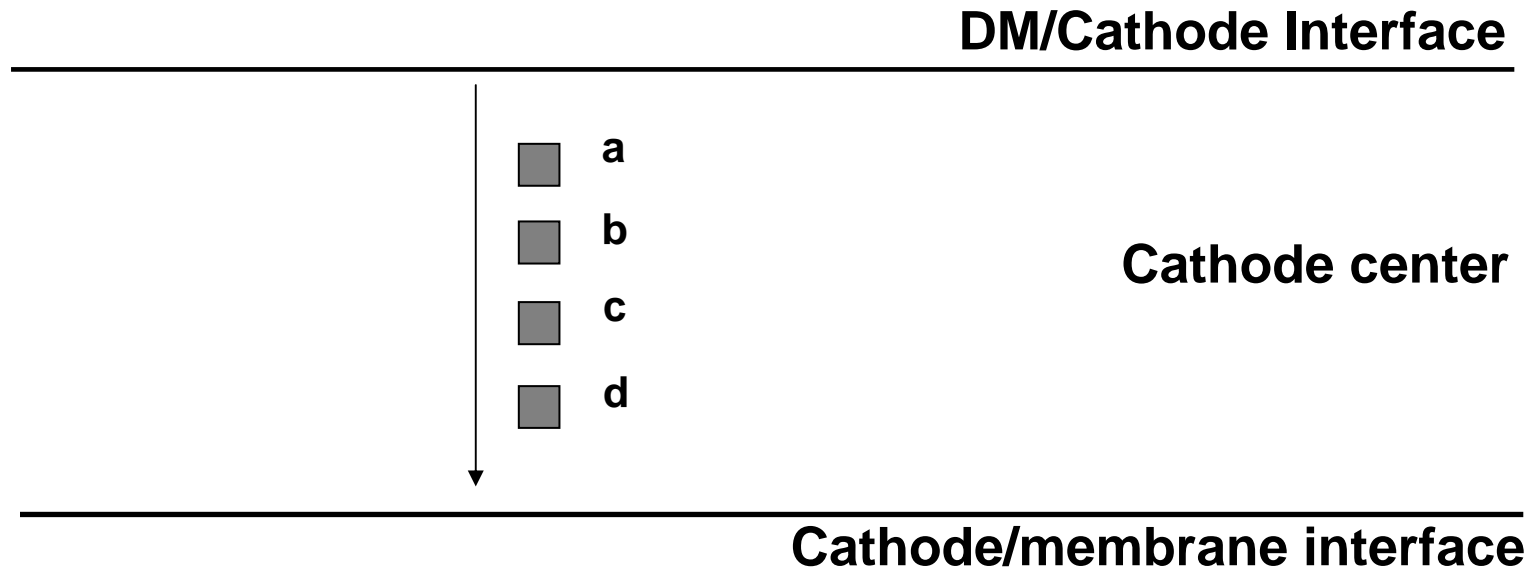 DM/Cathode Interface
a
b
Cathode center
c
d
Cathode/membrane interface